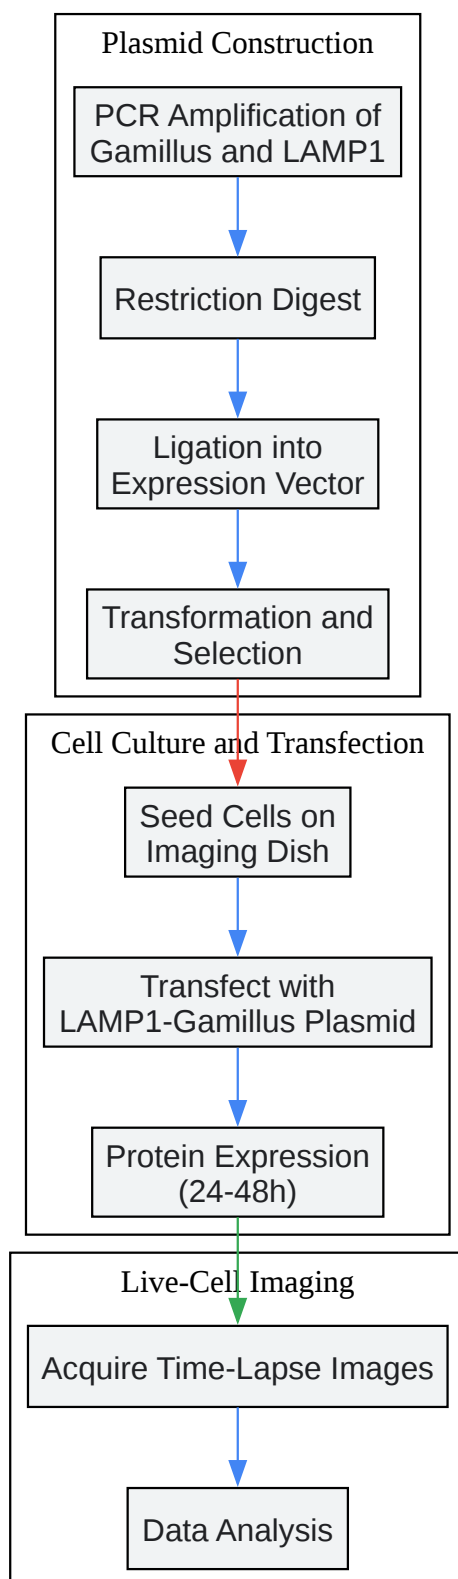 Plasmid Construction
PCR Amplification of
Gamillus and LAMP1
Restriction Digest
Ligation into
Expression Vector
Transformation and
Selection
Cell Culture and Transfection
Seed Cells on
Imaging Dish
Transfect with
LAMP1-Gamillus Plasmid
Protein Expression
(24-48h)
Live-Cell Imaging
Acquire Time-Lapse Images
Data Analysis